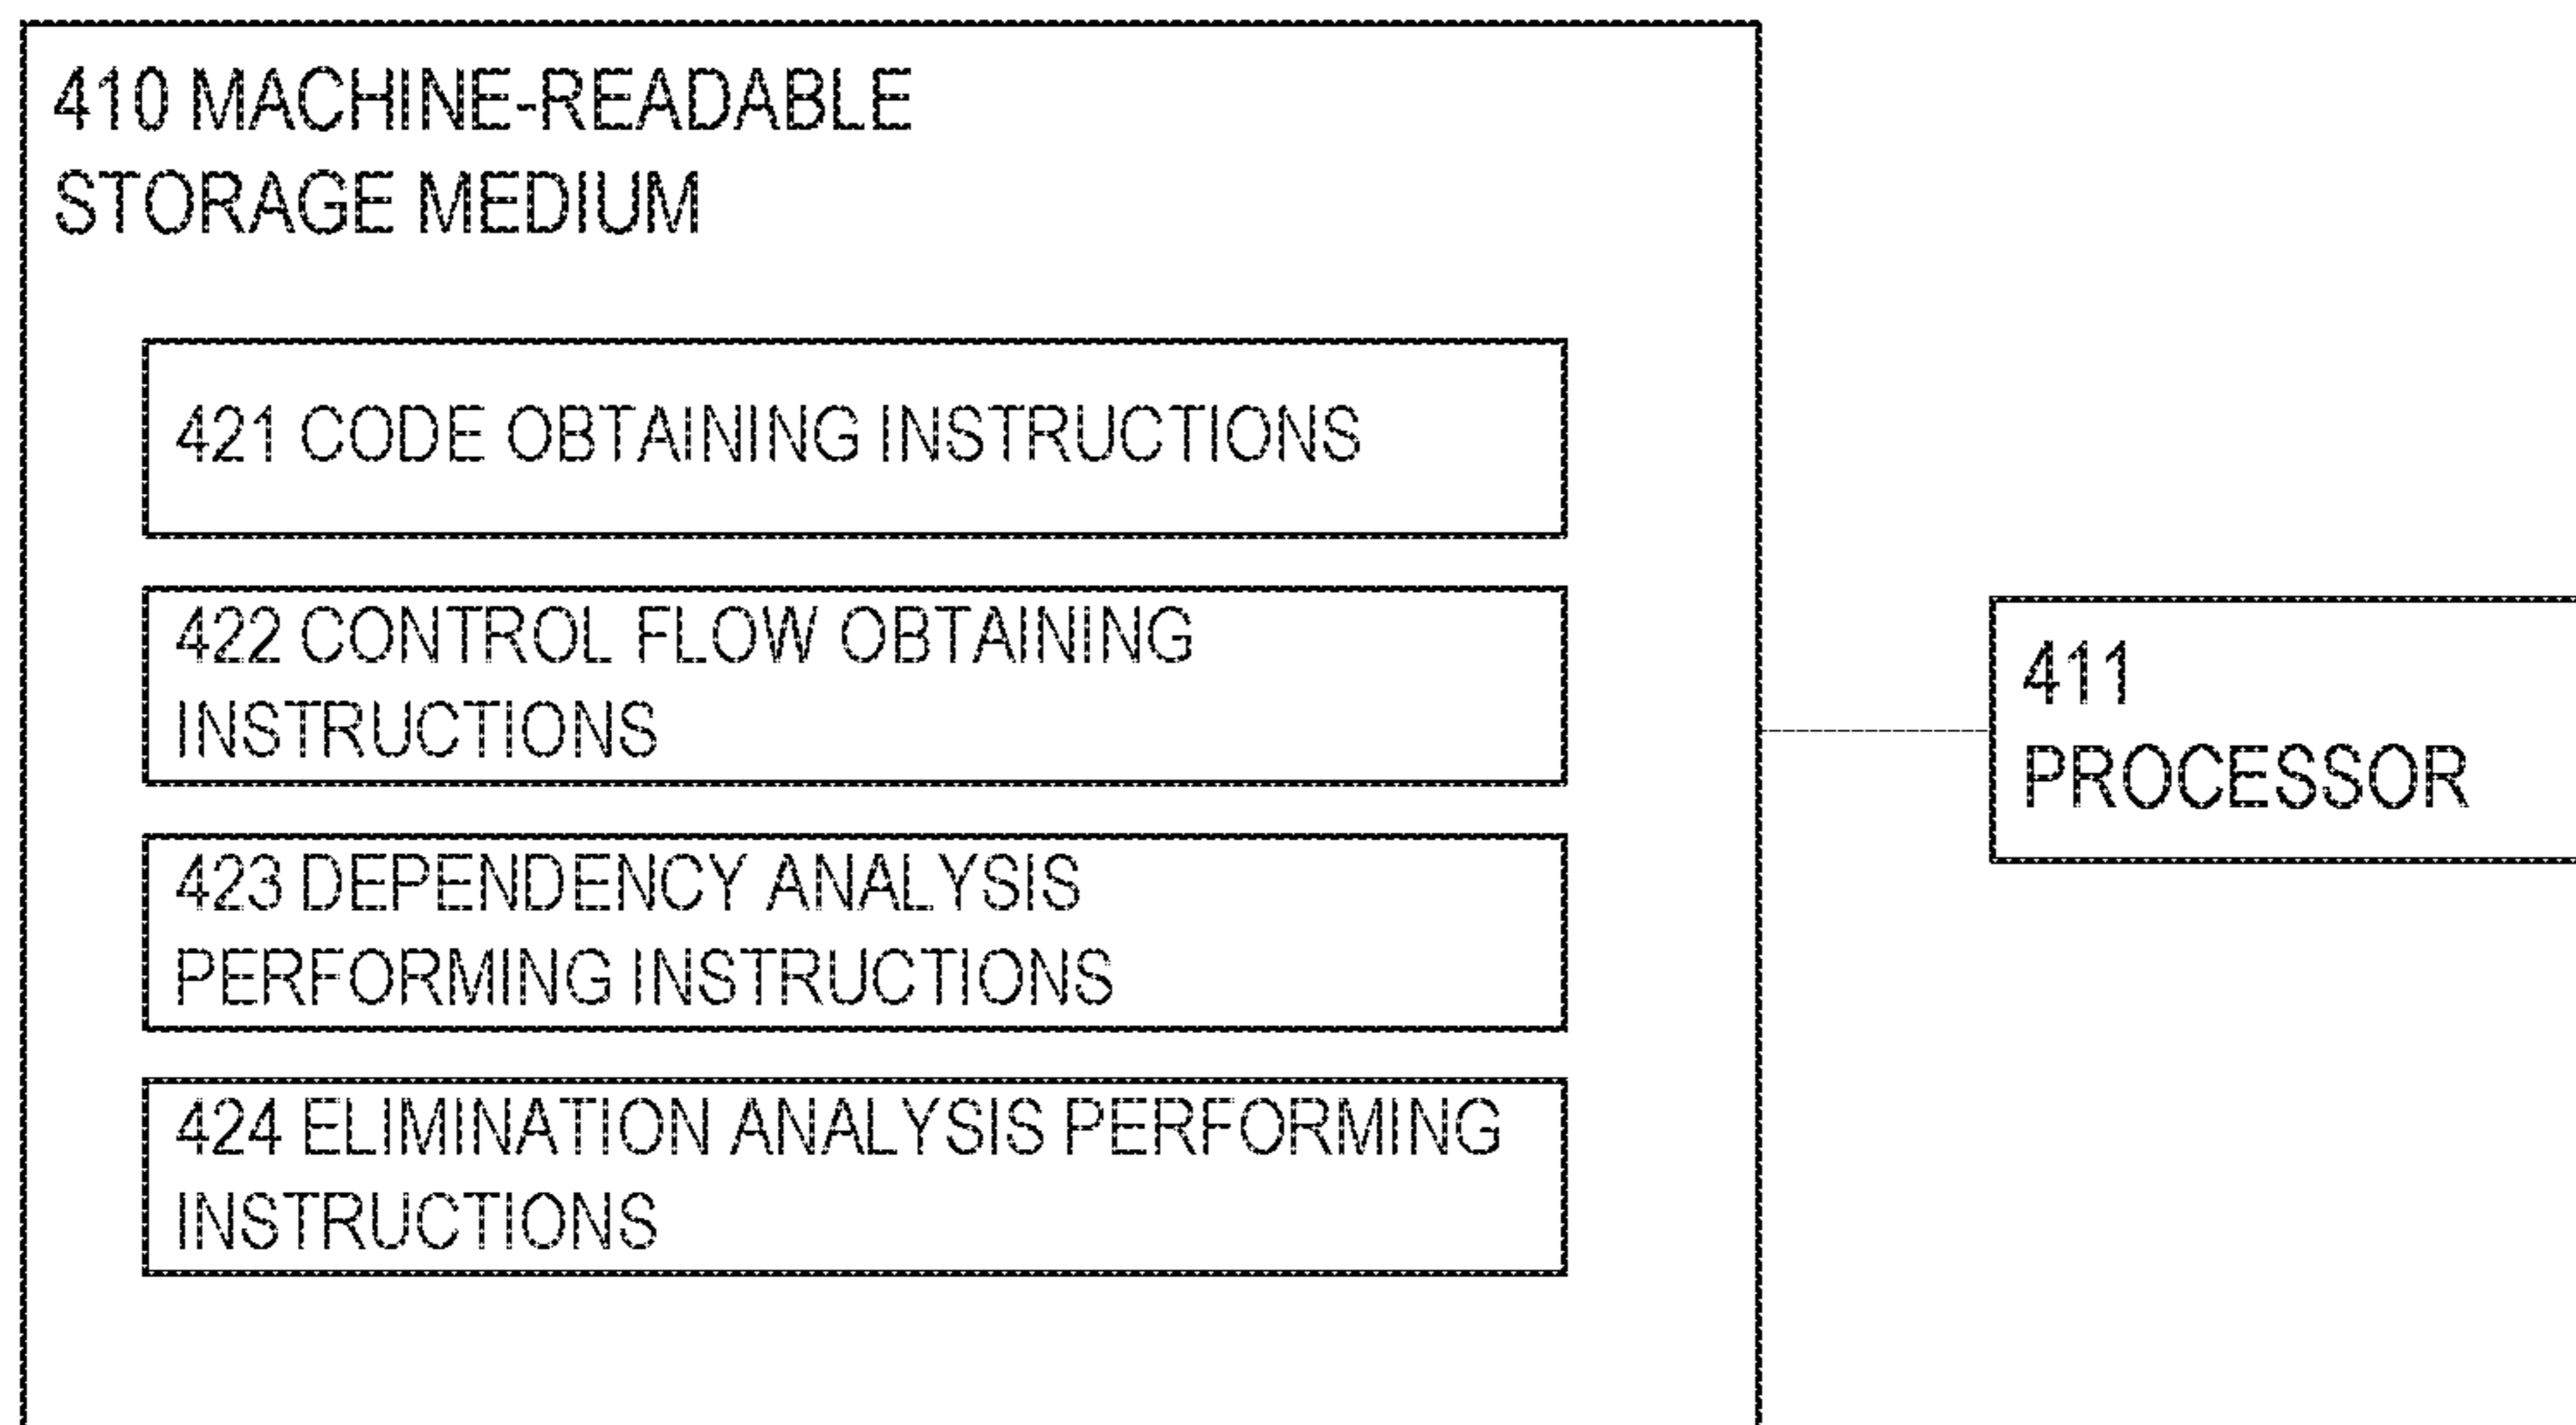 410 MACHINE-READABLE
STORAGE MEDIUM
421 CODE OBTAINING INSTRUCTIONS
422 CONTROL FLOW OBTAINING
INSTRUCTIONS
423 DEPENDENCY ANALYSIS
PERFORMING INSTRUCTIONS
424 ELIMINATION ANALYSIS PERFORMING
INSTRUCTIONS
411
PROCESSOR